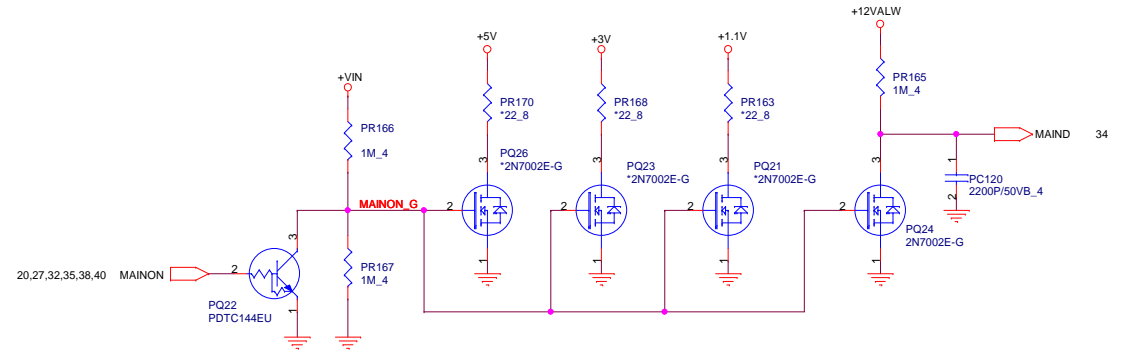 +12VALW
+5V
+3V
+1.1V
+VIN
PR165
1M_4
PR170
*22_8
PR168
*22_8
PR163
*22_8
PR166
1M_4
MAIND
34
3
PQ26
*2N7002E-G
3
PQ23
*2N7002E-G
3
PQ21
*2N7002E-G
3
1
PC120
2200P/50VB_4
2
MAINON_G
2
2
2
2
PQ24
2N7002E-G
3
1
1
1
1
20,27,32,35,38,40
MAINON
2
PR167
1M_4
PQ22
PDTC144EU
1